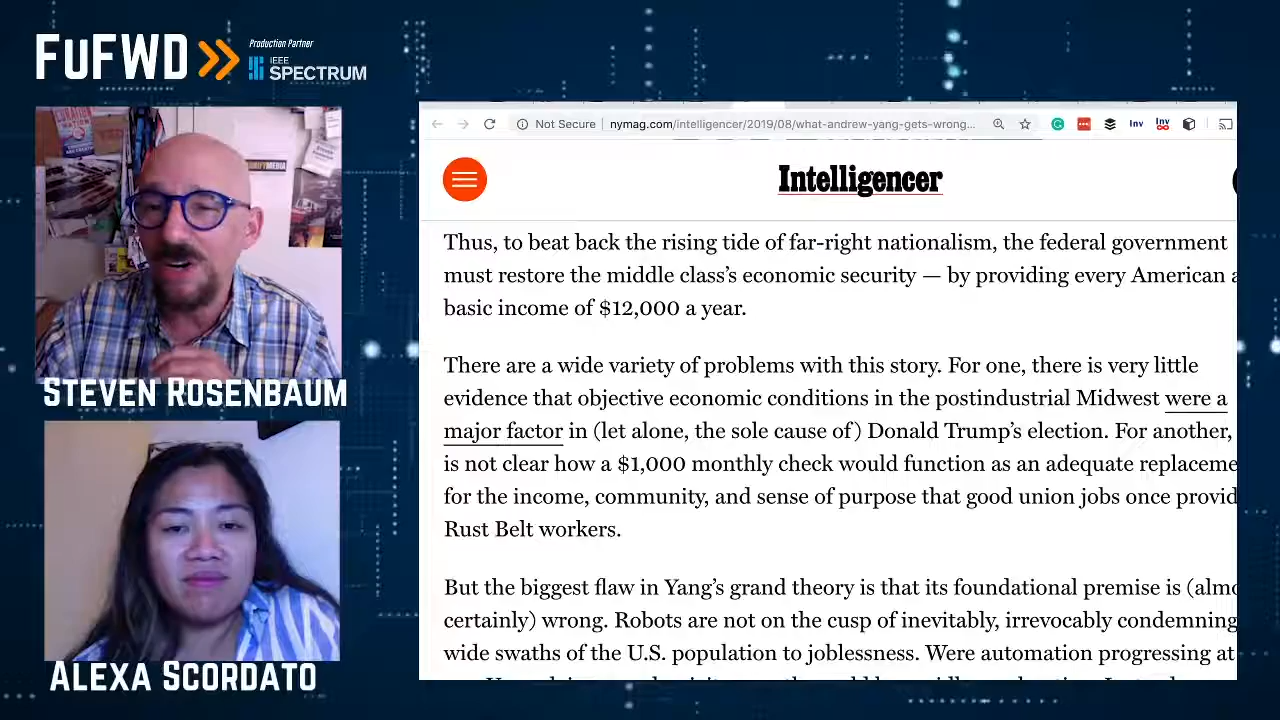 FuFWD
Production Partner
IEEE
SPECTRUM
Not Secure
nymag.com/intelligencer/2019/08/what-andrew-yang-gets-wrong...
Inv
Inv
Intelligencer
Thus, to beat back the rising tide of far-right nationalism, the federal government
must restore the middle class's economic security — by providing every American a
basic income of $12,000 a year.
There are a wide variety of problems with this story. For one, there is very little
evidence that objective economic conditions in the postindustrial Midwest were a
major factor in (let alone, the sole cause of) Donald Trump's election. For another,
is not clear how a $1,000 monthly check would function as an adequate replaceme
for the income, community, and sense of purpose that good union jobs once provid
Rust Belt workers.
But the biggest flaw in Yang's grand theory is that its foundational premise is (almo
certainly) wrong. Robots are not on the cusp of inevitably, irrevocably condemning
wide swaths of the U.S. population to joblessness. Were automation progressing at
STEVEN ROSENBAUM
ALEXA SCORDATO